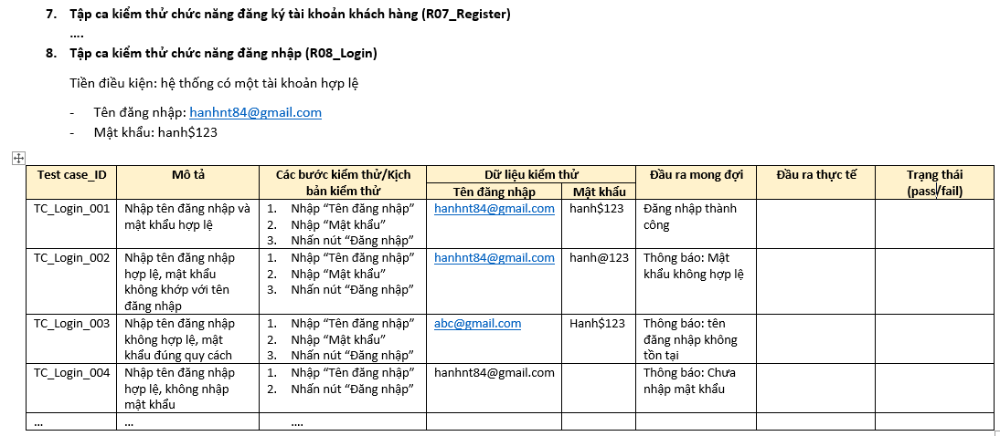 7. Tập ca kiểm thử chức năng đăng ký tài khoản khách hàng (R07_Register)
....
8. Tập ca kiểm thử chức năng đăng nhập (R08_Login)
Tiền điều kiện: hệ thống có một tài khoản hợp lệ
- Tên đăng nhập: hanhnt84@gmail.com
- Mật khẩu: hanh$123
Test case_ID
Mô tả
Các bước kiểm thử/Kịch
bản kiểm thử
Dữ liệu kiểm thử
Tên đăng nhập
Mật khẩu
Đầu ra mong đợi
Đầu ra thực tế
Trạng thái
(pass/fail)
TC_Login_001
Nhập tên đăng nhập và
mật khẩu hợp lệ
1. Nhập “Tên đăng nhập”
2. Nhập “Mật khẩu”
3. Nhấn nút “Đăng nhập”
hanhnt84@gmail.com
hanh$123
Đăng nhập thành
công
TC_Login_002
Nhập tên đăng nhập
hợp lệ, mật khẩu
không khớp với tên
đăng nhập
1. Nhập “Tên đăng nhập”
2. Nhập “Mật khẩu”
3. Nhấn nút “Đăng nhập”
hanhnt84@gmail.com
hanh@123
Thông báo: Mật
khẩu không hợp lệ
TC_Login_003
Nhập tên đăng nhập
không hợp lệ, mật
khẩu đúng quy cách
1. Nhập “Tên đăng nhập”
2. Nhập “Mật khẩu”
3. Nhấn nút “Đăng nhập”
abc@gmail.com
Hanh$123
Thông báo: tên
đăng nhập không
tồn tại
TC_Login_004
Nhập tên đăng nhập
hợp lệ, không nhập
mật khẩu
1. Nhập “Tên đăng nhập”
2. Nhấn nút “Đăng nhập”
hanhnt84@gmail.com
Thông báo: Chưa
nhập mật khẩu
...
...
....